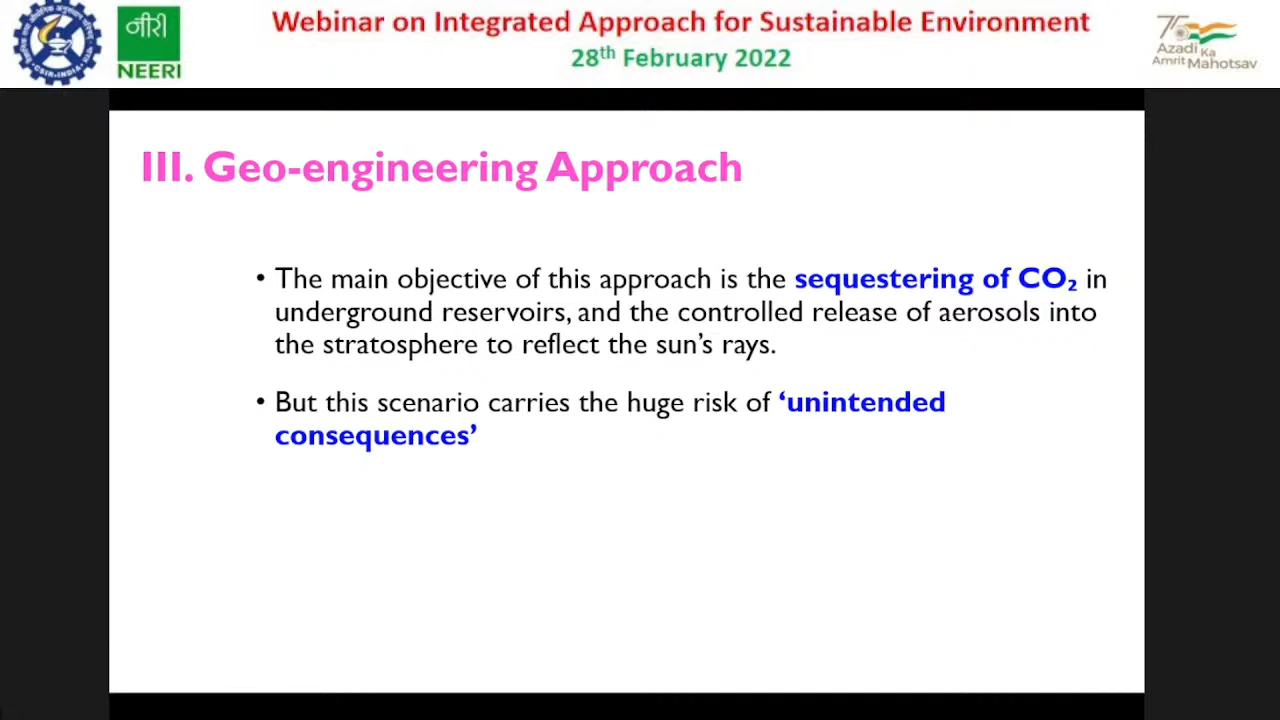 Webinar on Integrated Approach for Sustainable Environment
28th February 2022
नीरी
NEERI
CSIR-INDIA
75
Azadi Ka
Amrit Mahotsav
III. Geo-engineering Approach
• The main objective of this approach is the sequestering of CO₂ in
underground reservoirs, and the controlled release of aerosols into
the stratosphere to reflect the sun’s rays.
• But this scenario carries the huge risk of ‘unintended
consequences’